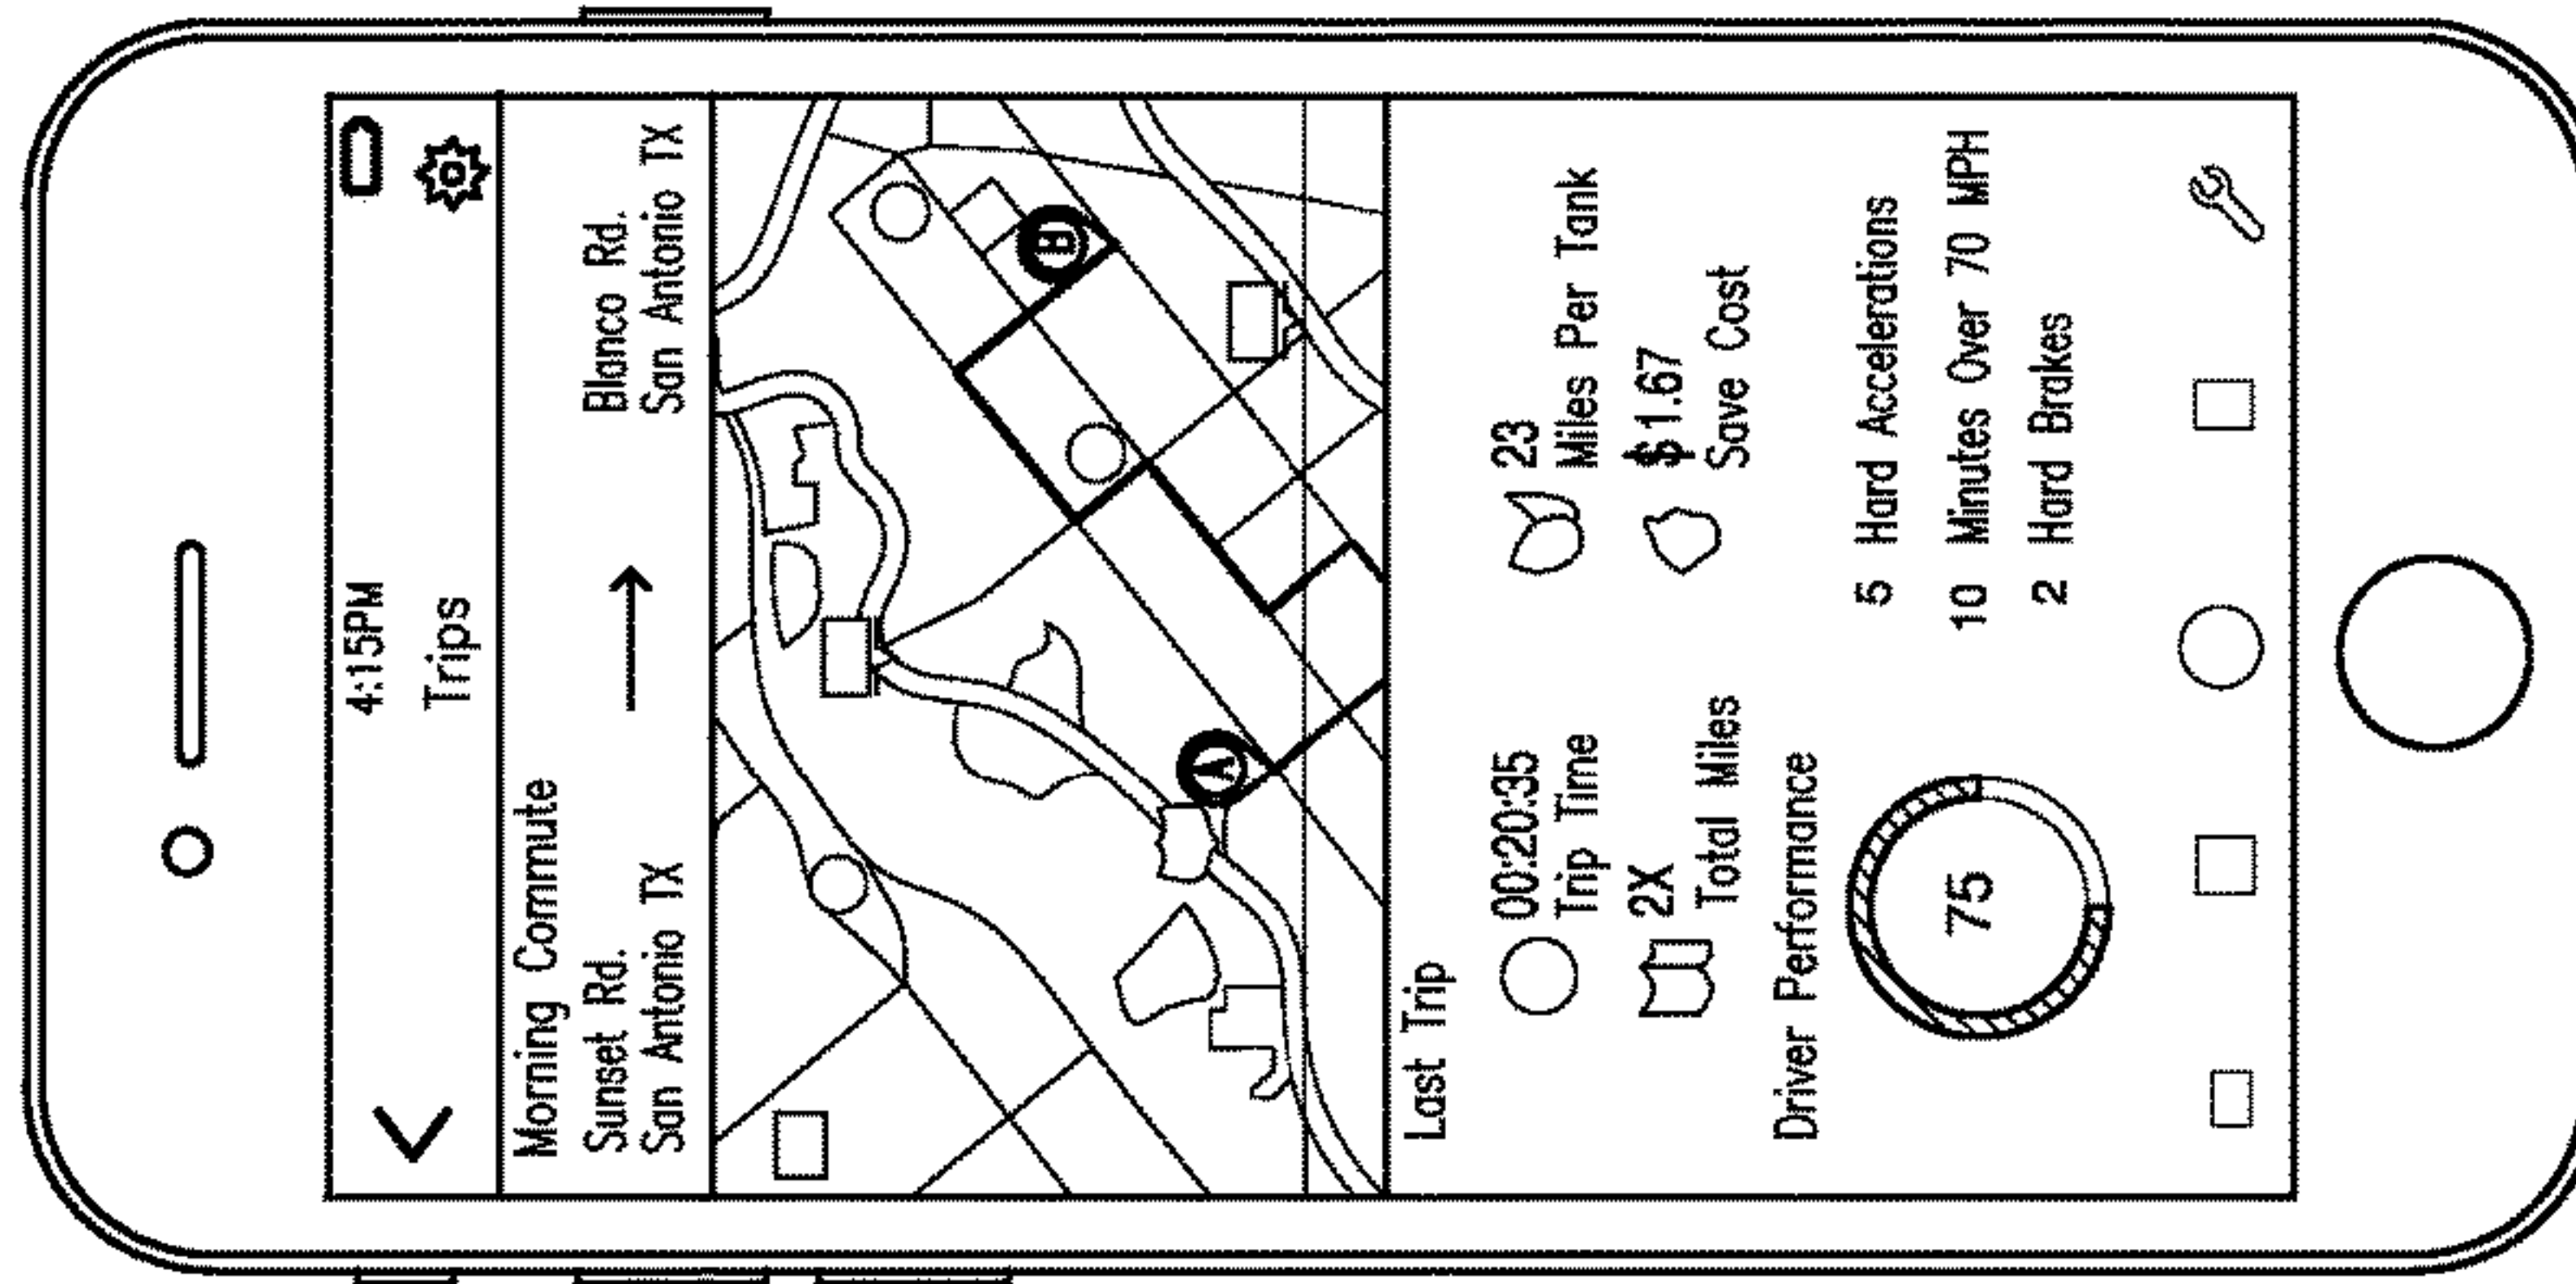 4:15PM
Trips
Morning Commute
Sunset Rd.
San Antonio TX
Blanco Rd.
San Antonio TX
B
A
Last Trip
00:20:35
Trip Time
23
Miles Per Tank
2X
Total Miles
$1.67
Save Cost
Driver Performance
75
5 Hard Accelerations
10 Minutes Over 70 MPH
2 Hard Brakes